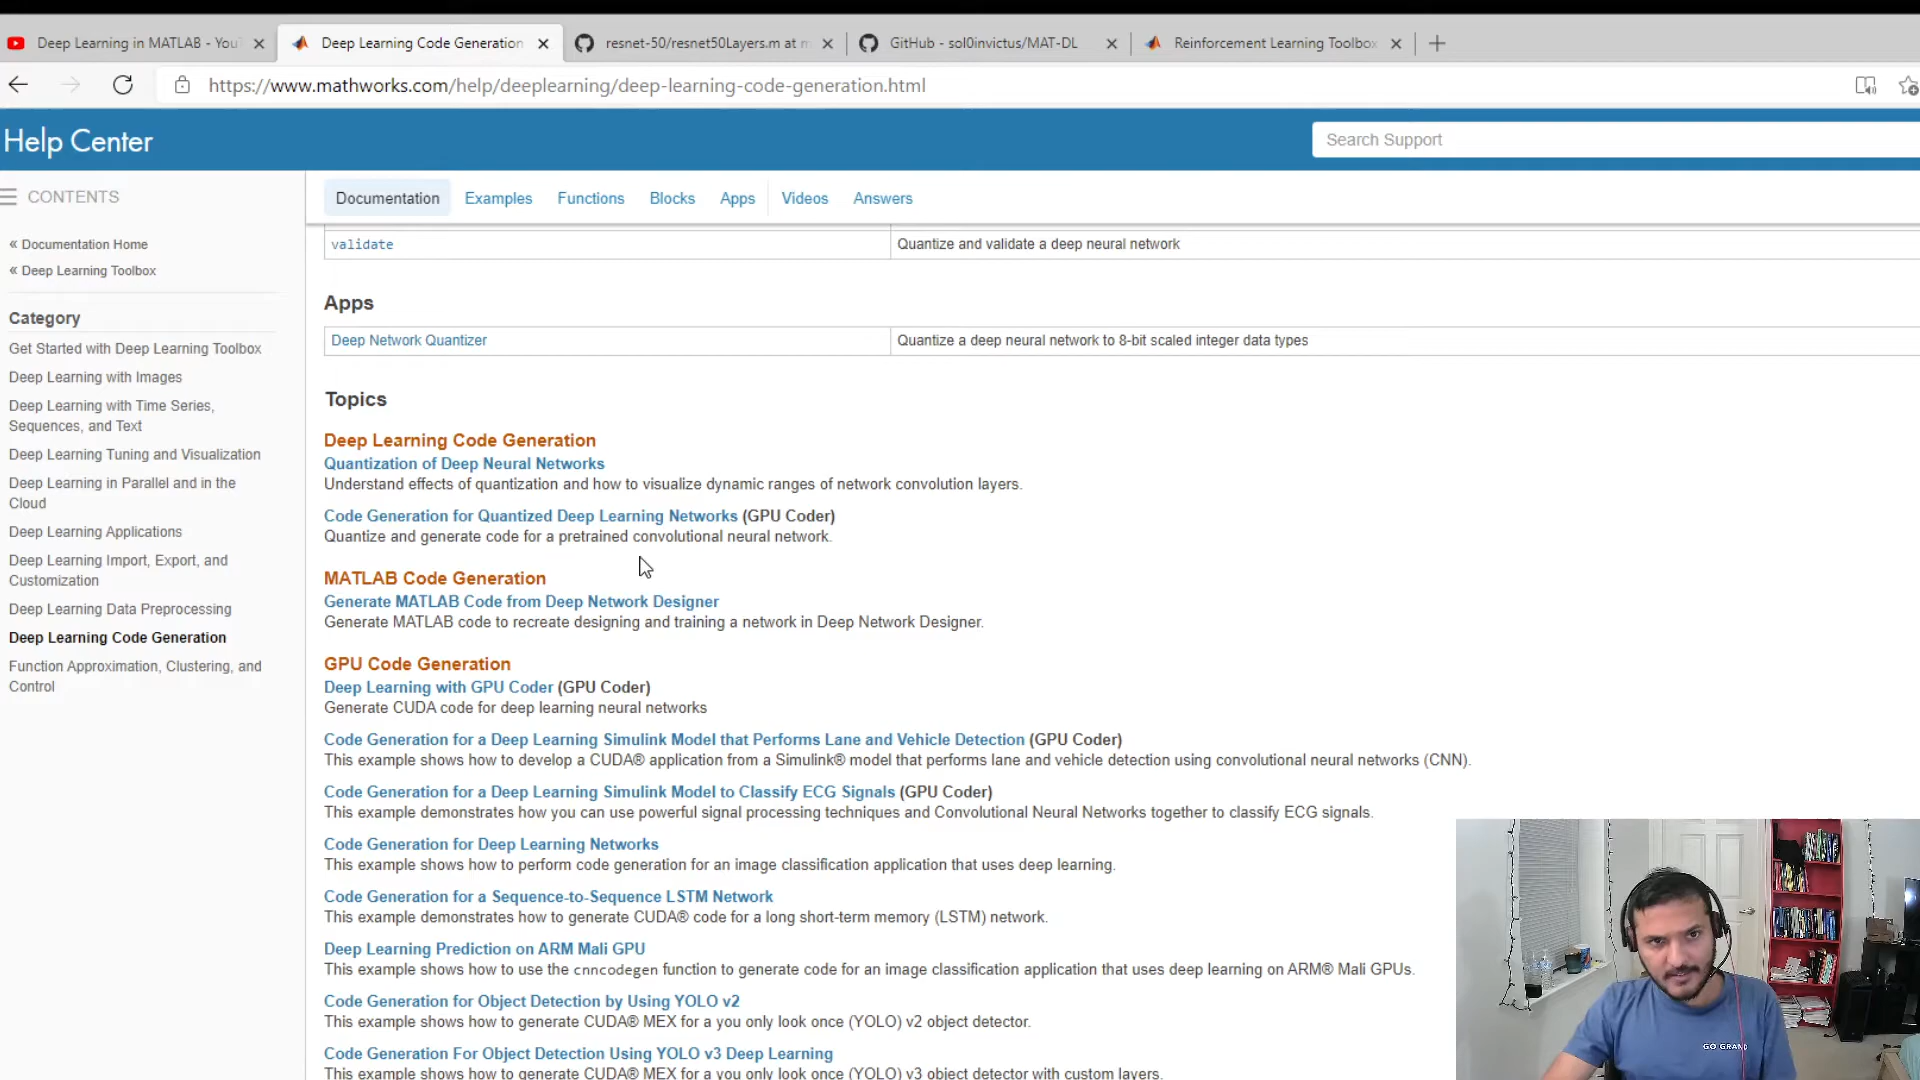 Deep Learning in MATLAB - You
Deep Learning Code Generation
resnet-50/resnet50Layers.m at m
GitHub - sol0invictus/MAT-DL
Reinforcement Learning Toolbox
https://www.mathworks.com/help/deeplearning/deep-learning-code-generation.html
Help Center
Search Support
CONTENTS
« Documentation Home
« Deep Learning Toolbox
Category
Get Started with Deep Learning Toolbox
Deep Learning with Images
Deep Learning with Time Series,
Sequences, and Text
Deep Learning Tuning and Visualization
Deep Learning in Parallel and in the
Cloud
Deep Learning Applications
Deep Learning Import, Export, and
Customization
Deep Learning Data Preprocessing
Deep Learning Code Generation
Function Approximation, Clustering, and
Control
Documentation Examples Functions Blocks Apps Videos Answers
validate Quantize and validate a deep neural network
Apps
Deep Network Quantizer Quantize a deep neural network to 8-bit scaled integer data types
Topics
Deep Learning Code Generation
Quantization of Deep Neural Networks
Understand effects of quantization and how to visualize dynamic ranges of network convolution layers.
Code Generation for Quantized Deep Learning Networks (GPU Coder)
Quantize and generate code for a pretrained convolutional neural network.
MATLAB Code Generation
Generate MATLAB Code from Deep Network Designer
Generate MATLAB code to recreate designing and training a network in Deep Network Designer.
GPU Code Generation
Deep Learning with GPU Coder (GPU Coder)
Generate CUDA code for deep learning neural networks
Code Generation for a Deep Learning Simulink Model that Performs Lane and Vehicle Detection (GPU Coder)
This example shows how to develop a CUDA® application from a Simulink® model that performs lane and vehicle detection using convolutional neural networks (CNN).
Code Generation for a Deep Learning Simulink Model to Classify ECG Signals (GPU Coder)
This example demonstrates how you can use powerful signal processing techniques and Convolutional Neural Networks together to classify ECG signals.
Code Generation for Deep Learning Networks
This example shows how to perform code generation for an image classification application that uses deep learning.
Code Generation for a Sequence-to-Sequence LSTM Network
This example demonstrates how to generate CUDA® code for a long short-term memory (LSTM) network.
Deep Learning Prediction on ARM Mali GPU
This example shows how to use the cnncodegen function to generate code for an image classification application that uses deep learning on ARM® Mali GPUs.
Code Generation for Object Detection by Using YOLO v2
This example shows how to generate CUDA® MEX for a you only look once (YOLO) v2 object detector.
Code Generation For Object Detection Using YOLO v3 Deep Learning
This example shows how to generate CUDA® MEX for a you only look once (YOLO) v3 object detector with custom layers.
GO GRAND